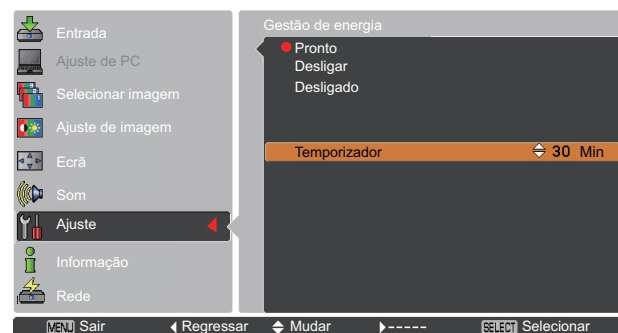 Entrada
Ajuste de PC
Selecionar imagem
Ajuste de imagem
Ecrã
Som
Ajuste
Informação
Rede
Gestão de energia
Pronto
Desligar
Desligado
Temporizador 30 Min
MENU Sair Regressar Mudar ----- SELECT Selecionar